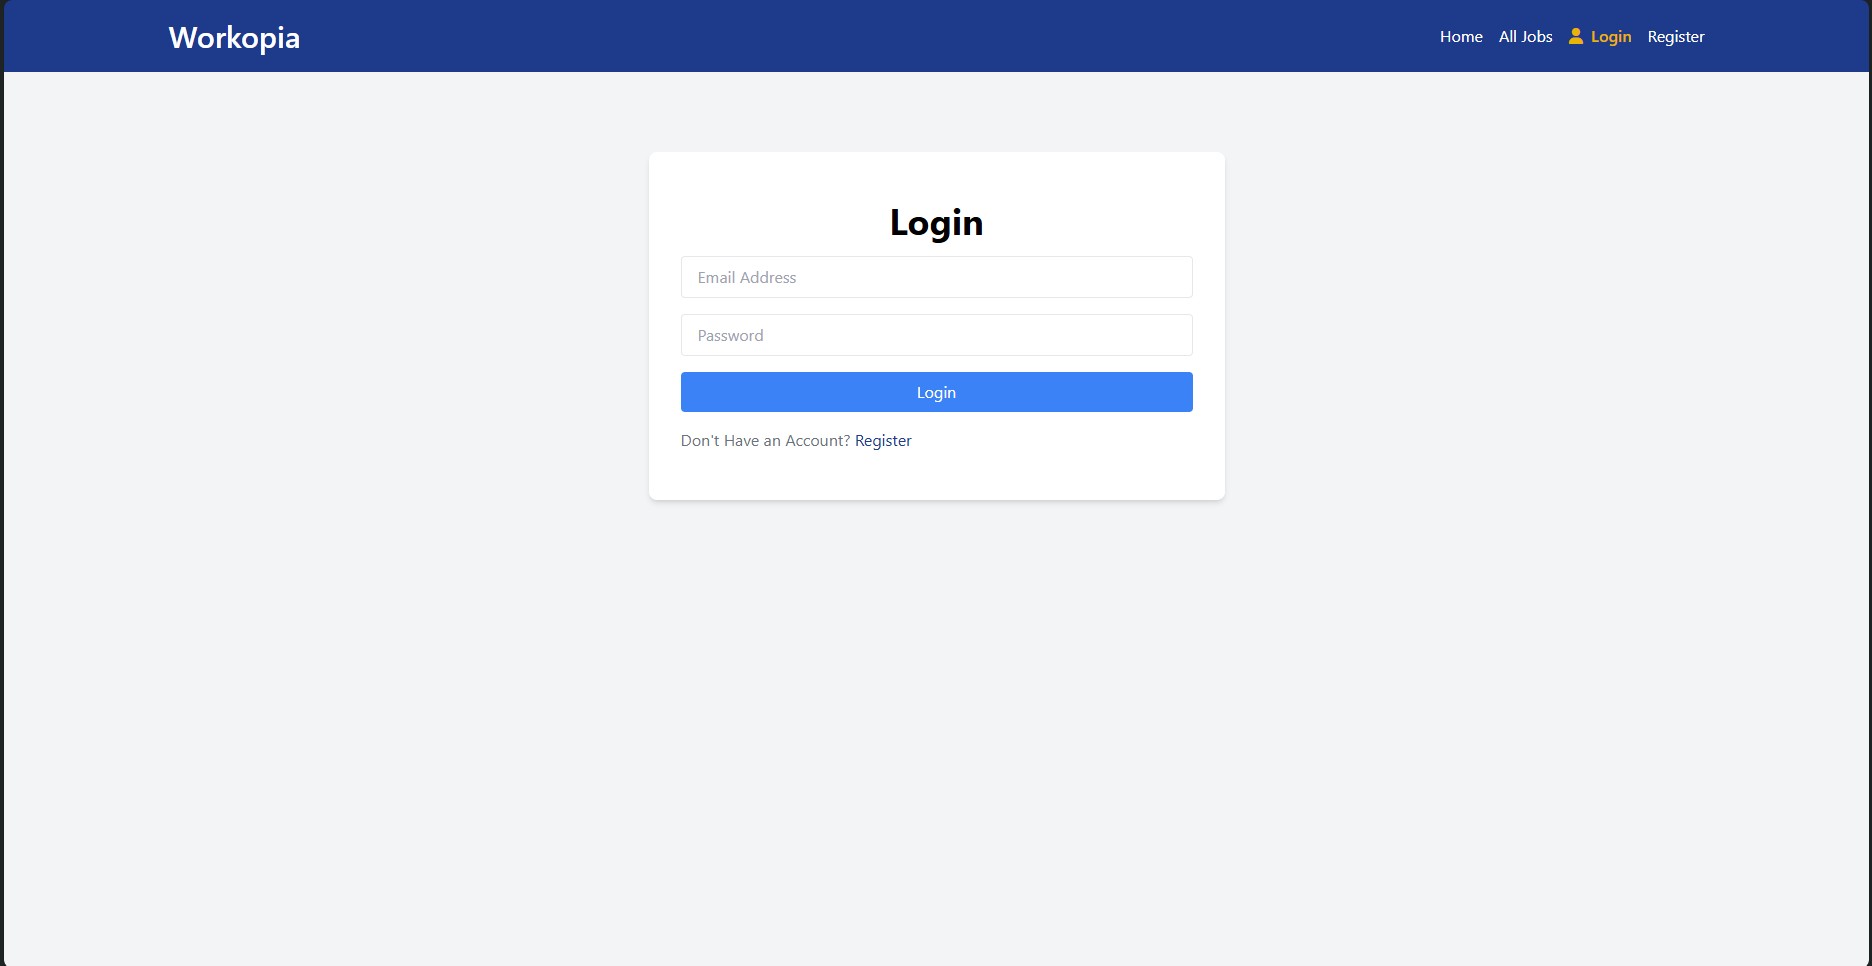 Workopia
Home All Jobs Login Register
Login
Email Address
Password
Login
Don't Have an Account? Register